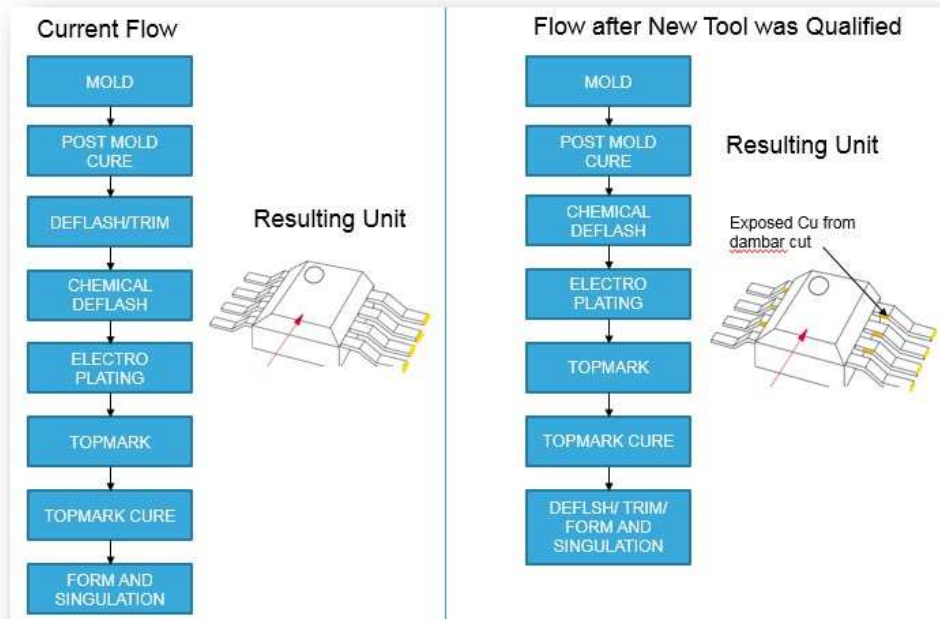 Current Flow
MOLD
POST MOLD
CURE
DEFLASH/TRIM
CHEMICAL
DEFLASH
ELECTRO
PLATING
TOPMARK
TOPMARK CURE
FORM AND
SINGULATION
Resulting Unit
Flow after New Tool was Qualified
MOLD
POST MOLD
CURE
CHEMICAL
DEFLASH
ELECTRO
PLATING
TOPMARK
TOPMARK CURE
DEFLSH/ TRIM/
FORM AND
SINGULATION
Resulting Unit
Exposed Cu from
dambar cut